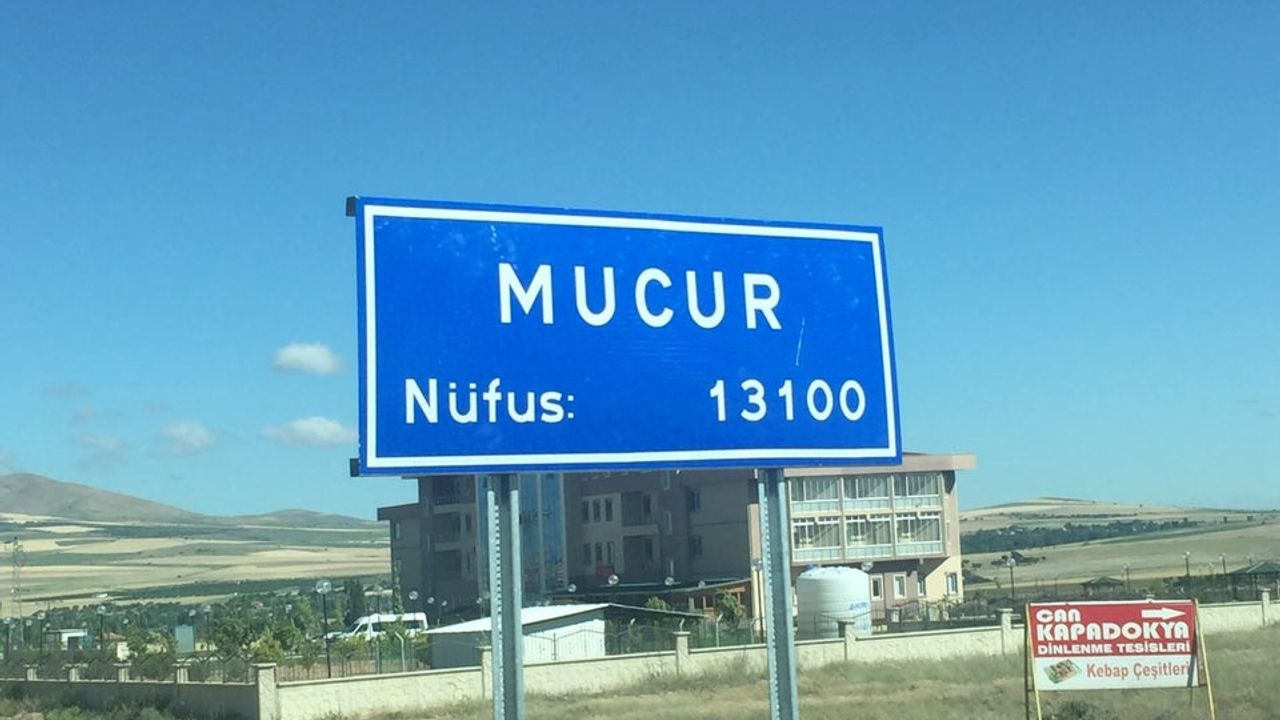 MUCUR
Nüfus: 13100
CAN
KAPADOKYA
DİNLENME TESİSLERİ
Kebap Çeşitleri